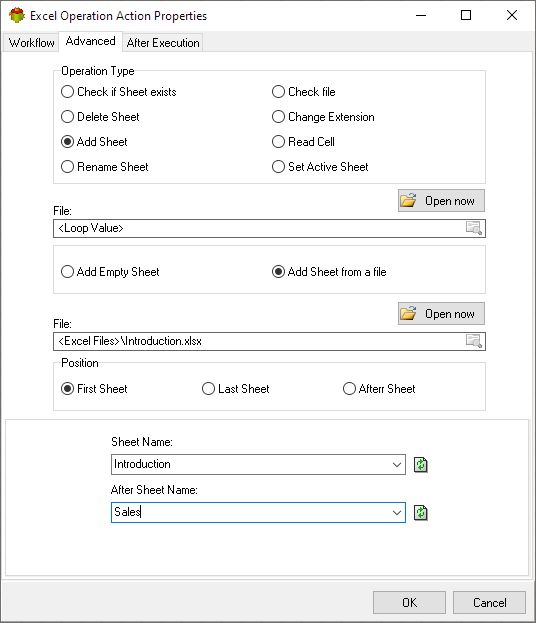 Excel Operation Action Properties
Workflow Advanced After Execution
Operation Type
Check if Sheet exists Check file
Delete Sheet Change Extension
Add Sheet Read Cell
Rename Sheet Set Active Sheet
Open now
File:
<Loop Value>
Add Empty Sheet Add Sheet from a file
Open now
File:
<Excel Files>\Introduction.xlsx
Position
First Sheet Last Sheet Afterr Sheet
Sheet Name:
Introduction
After Sheet Name:
Sales
OK Cancel